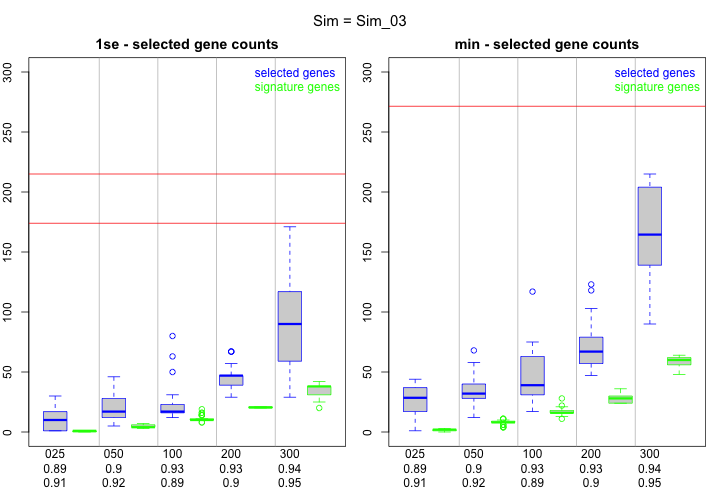 Sim = Sim_03
1se - selected gene counts
selected genes
signature genes
300
250
200
150
100
50
0
025 050 100 200 300
0.89 0.9 0.93 0.93 0.94
0.91 0.92 0.89 0.9 0.95
min - selected gene counts
selected genes
signature genes
300
250
200
150
100
50
0
025 050 100 200 300
0.89 0.9 0.93 0.93 0.94
0.91 0.92 0.89 0.9 0.95